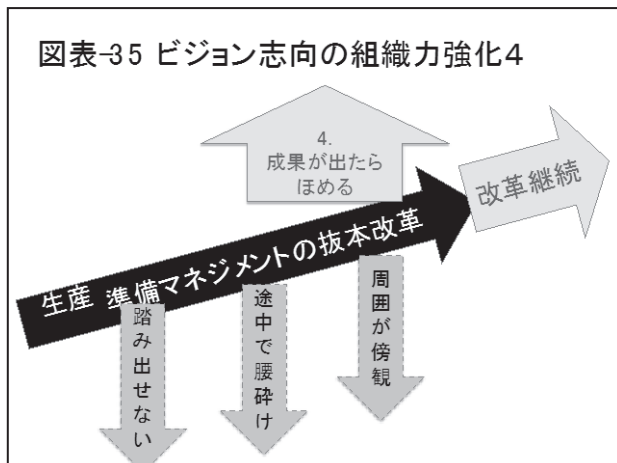 図表-35 ビジョン志向の組織力強化4
4.
成果が出たら
ほめる
改革継続
生産 準備マネジメントの抜本改革
踏み出せない
途中で腰砕け
周囲が傍観